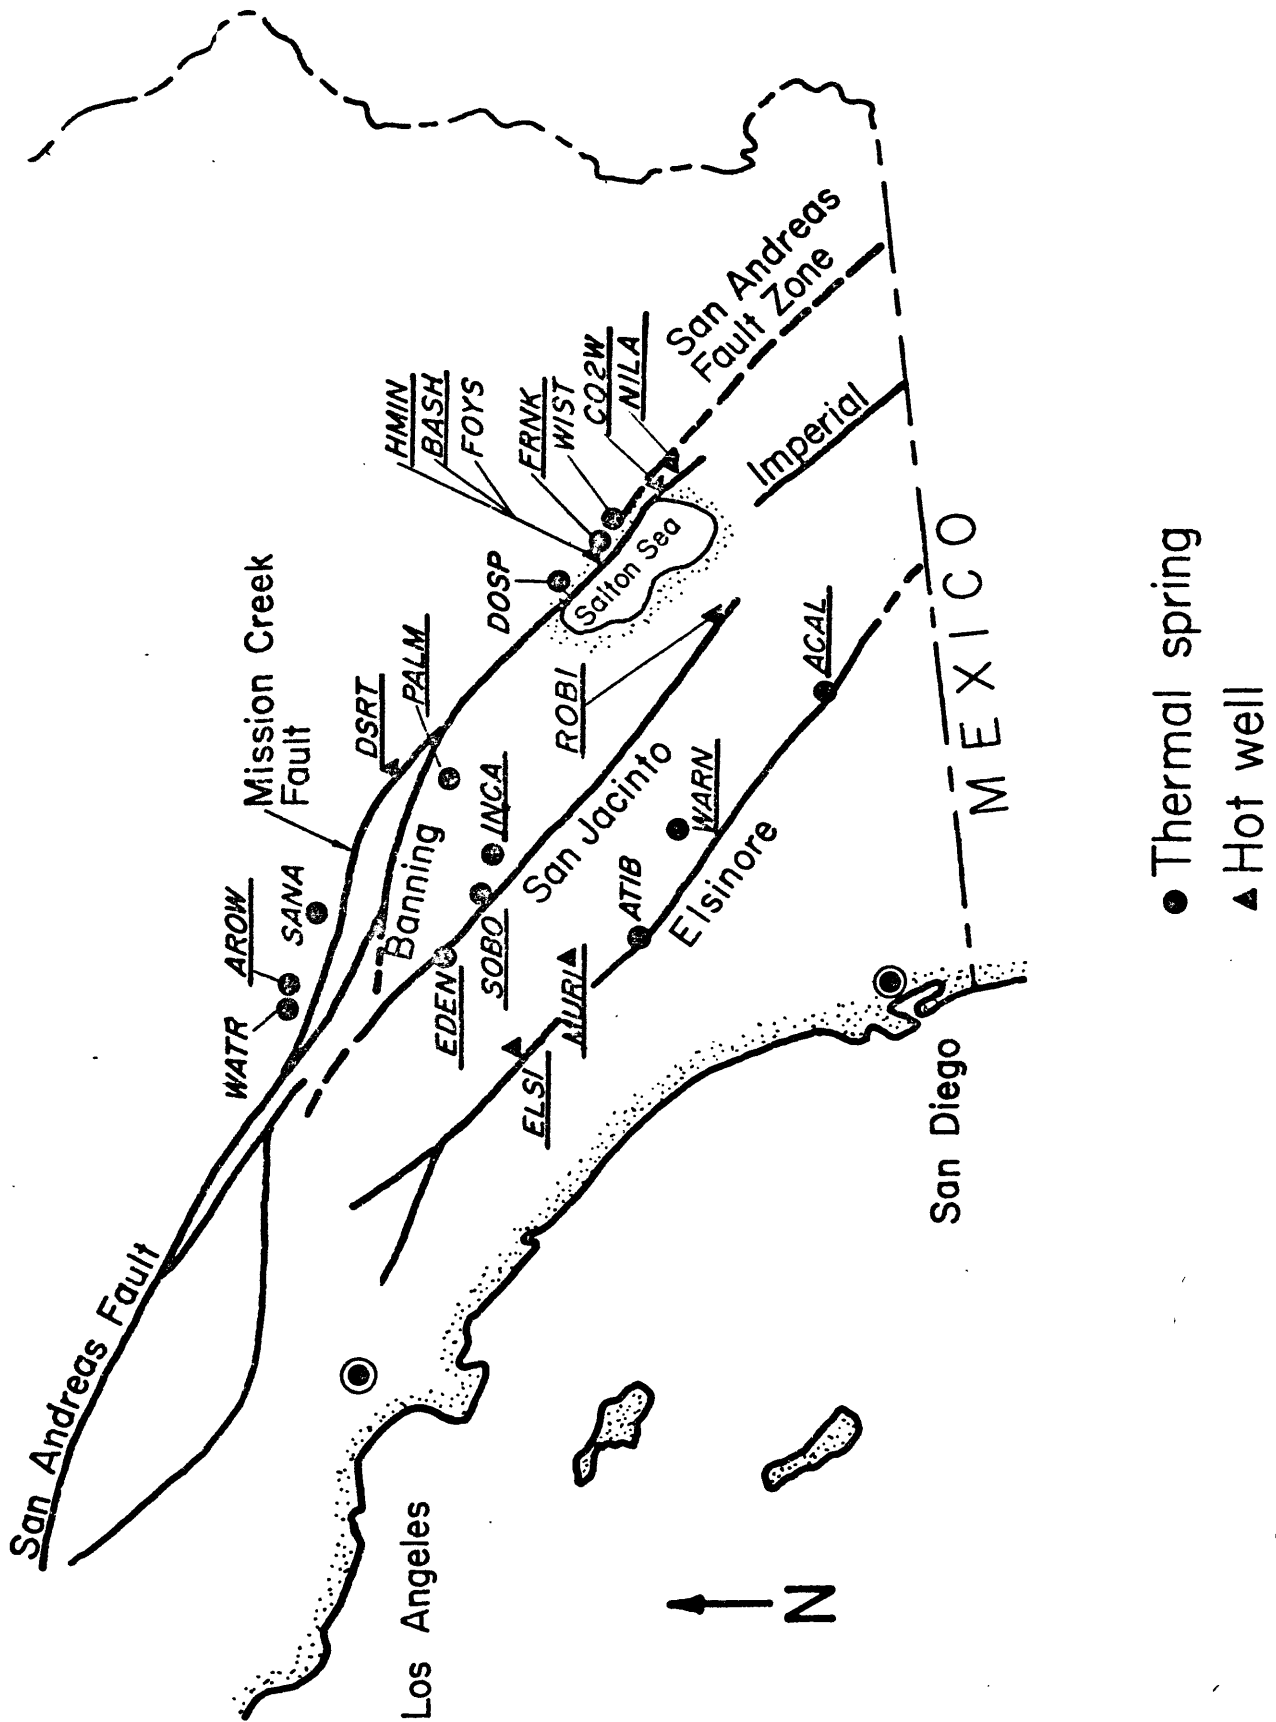 San Andreas Fault
Mission Creek
Fault
WATR
AROW
SANA
DSRT
PALM
Banning
DOSP
HMIN
BASH
FOYS
FRNK
WIST
CO2W
NILA
San Andreas
Fault Zone
Los Angeles
EDEN
SOBO
INCA
San Jacinto
ROBI
Salton Sea
Imperial
ELSI
MURI
ATIB
WARN
Elsinore
ACAL
San Diego
MEXICO
N
Thermal spring
Hot well